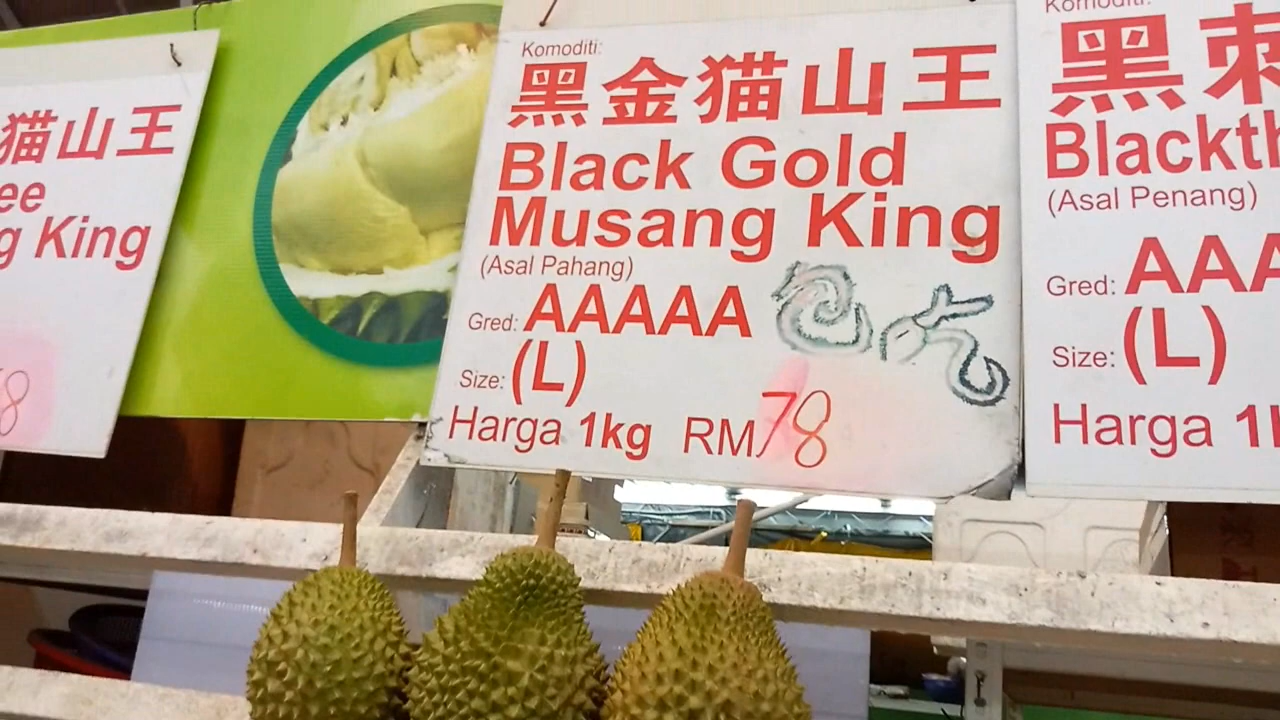 猫山王
ee
g King
8
Komoditi:
黑金猫山王
Black Gold
Musang King
(Asal Pahang)
Gred: AAAAA
Size: (L)
Harga 1kg RM78
Komoditi:
黑刺
Blackth
(Asal Penang)
Gred: AAA
Size: (L)
Harga 1k